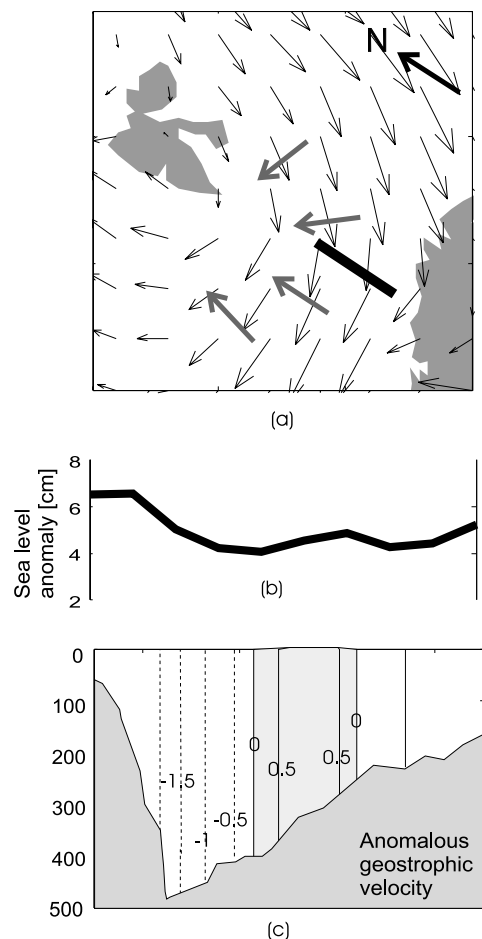 N
(a)
8
6
4
2
Sea level
anomaly [cm]
(b)
0
100
200
300
400
500
-1.5
-1
-0.5
0
0.5
0.5
0
Anomalous
geostrophic
velocity
(c)